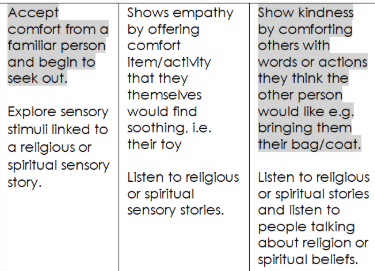 Accept
comfort from a
familiar person
and begin to
seek out.
Explore sensory
stimuli linked to
a religious or
spiritual sensory
story.
Shows empathy
by offering
comfort
item/activity
that they
themselves
would find
soothing, i.e.
their toy
Listen to religious
or spiritual
sensory stories.
Show kindness
by comforting
others with
words or actions
they think the
other person
would like e.g.
bringing them
their bag/coat.
Listen to religious
or spiritual stories
and listen to
people talking
about religion or
spiritual beliefs.